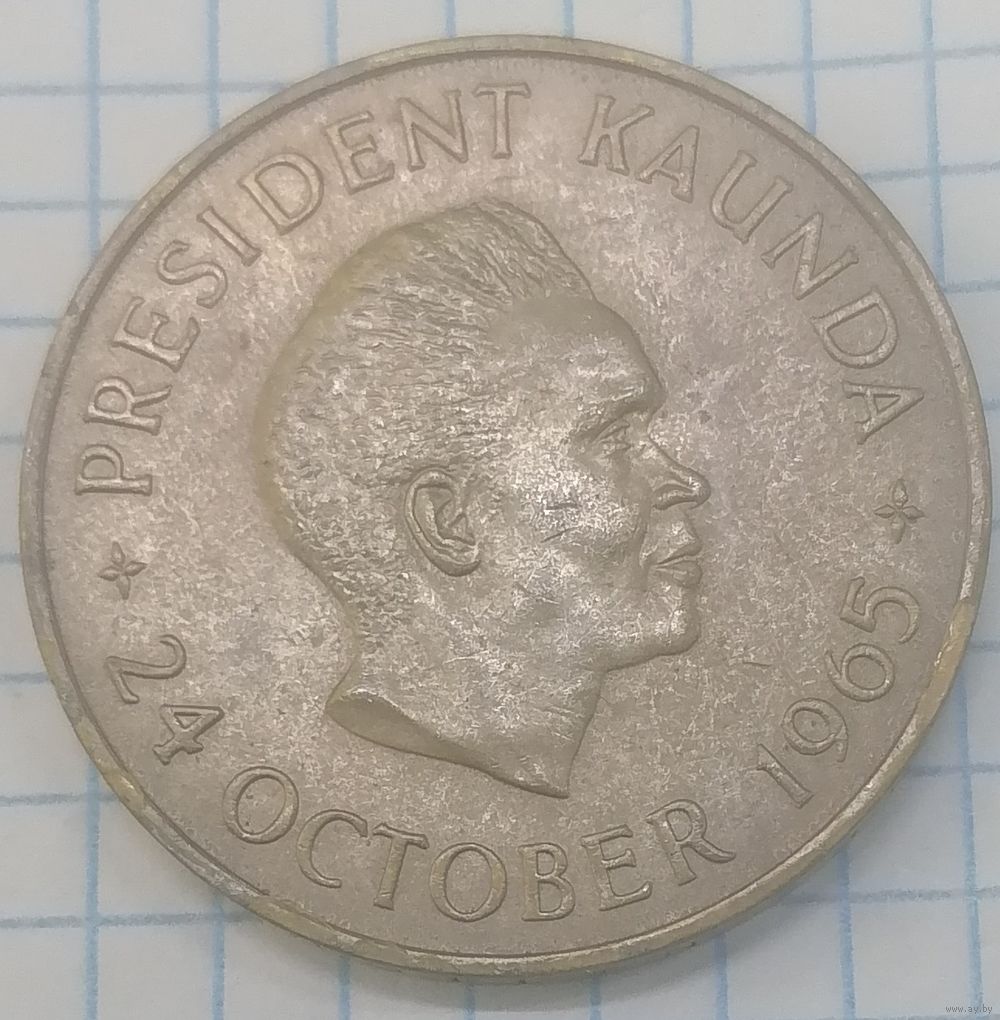 PRESIDENT KAUNDA
24 OCTOBER 1965
www.ay.by